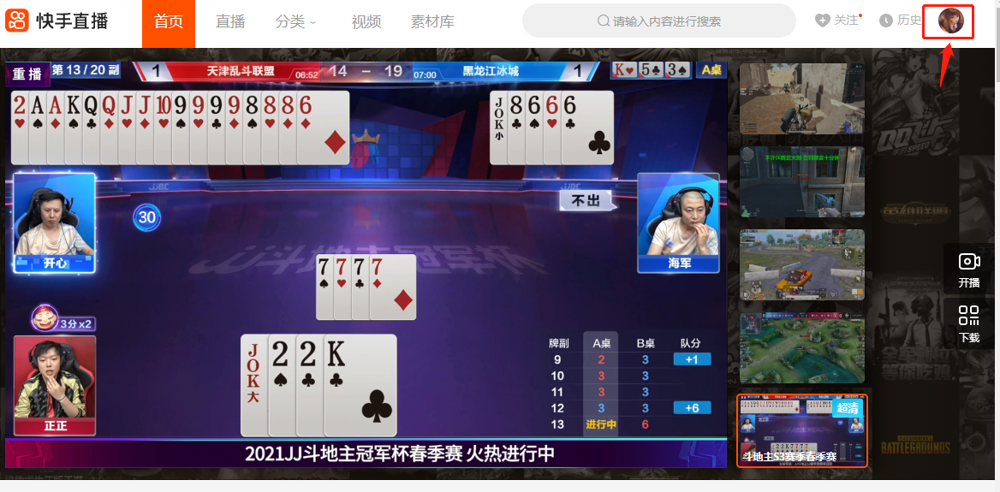 快手直播
首页
直播
分类
视频
素材库
请输入内容进行搜索
关注
历史
重播
第 13 / 20 副
1
天津乱斗联盟
06:52
14 — 19
07:00
黑龙江冰城
1
K 5 3
A桌
2 A A K Q Q J J 10 9 9 9 9 8 8 8 6
JOK小 8 6 6 6
不出
30
开心
海军
7 7 7 7
3分 x2
正正
JOK大 2 2 K
牌副 A桌 B桌 队分
9 2 3 +1
10 3 3
11 3 3
12 3 3 +6
13 进行中 6
2021JJ斗地主冠军杯春季赛 火热进行中
超清
斗地主S3赛季春季赛
开播
下载
英雄联盟
BATTLEGROUNDS